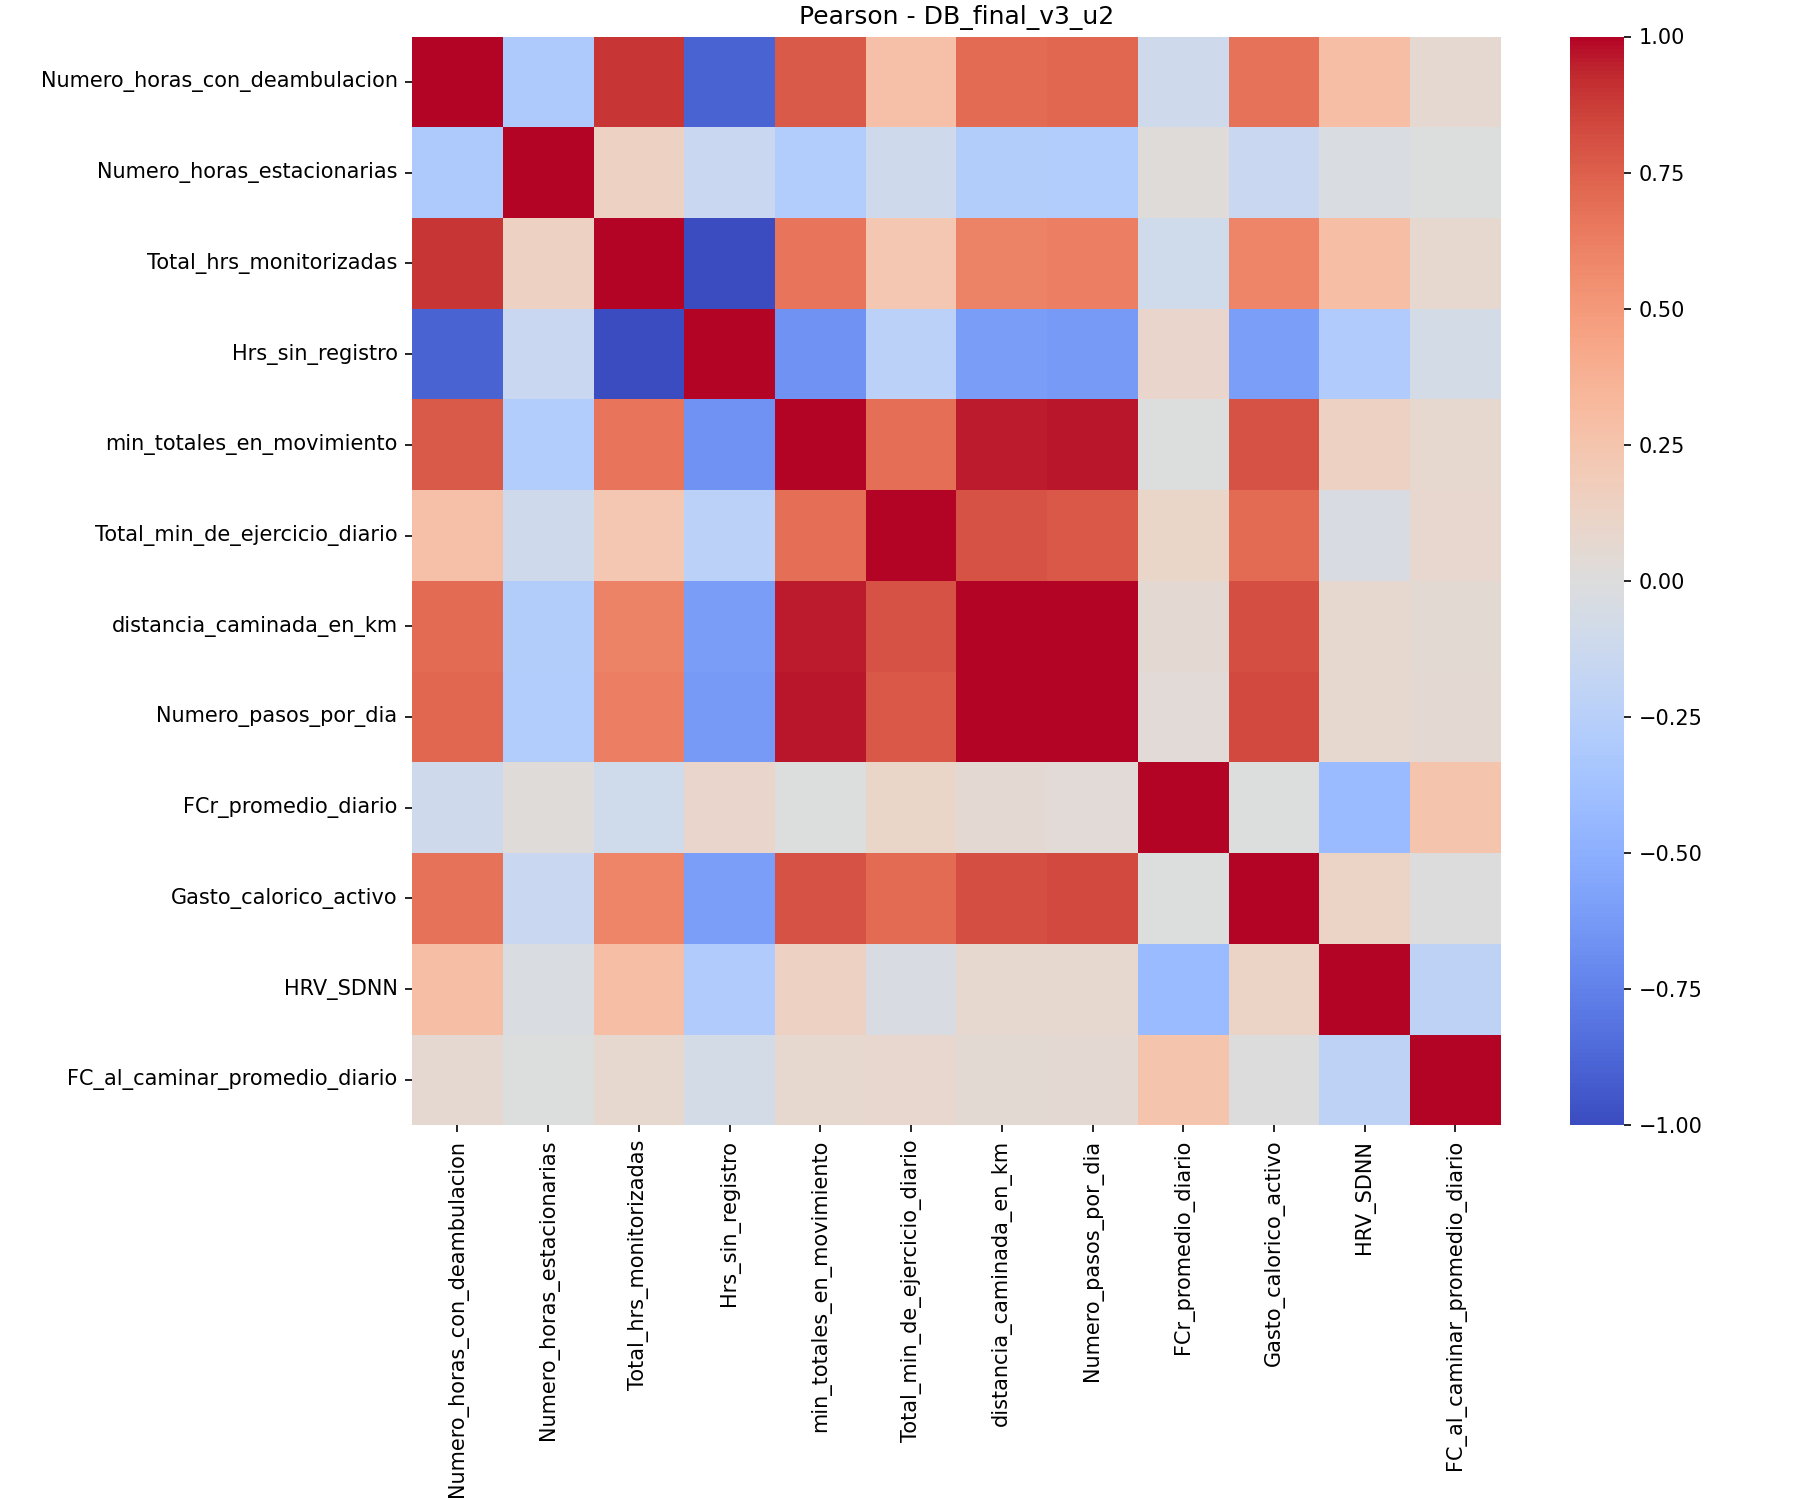 Pearson - DB_final_v3_u2
Numero_horas_con_deambulacion
Numero_horas_estacionarias
Total_hrs_monitorizadas
Hrs_sin_registro
min_totales_en_movimiento
Total_min_de_ejercicio_diario
distancia_caminada_en_km
Numero_pasos_por_dia
FCr_promedio_diario
Gasto_calorico_activo
HRV_SDNN
FC_al_caminar_promedio_diario
Numero_horas_con_deambulacion
Numero_horas_estacionarias
Total_hrs_monitorizadas
Hrs_sin_registro
min_totales_en_movimiento
Total_min_de_ejercicio_diario
distancia_caminada_en_km
Numero_pasos_por_dia
FCr_promedio_diario
Gasto_calorico_activo
HRV_SDNN
FC_al_caminar_promedio_diario
1.00
0.75
0.50
0.25
0.00
−0.25
−0.50
−0.75
−1.00